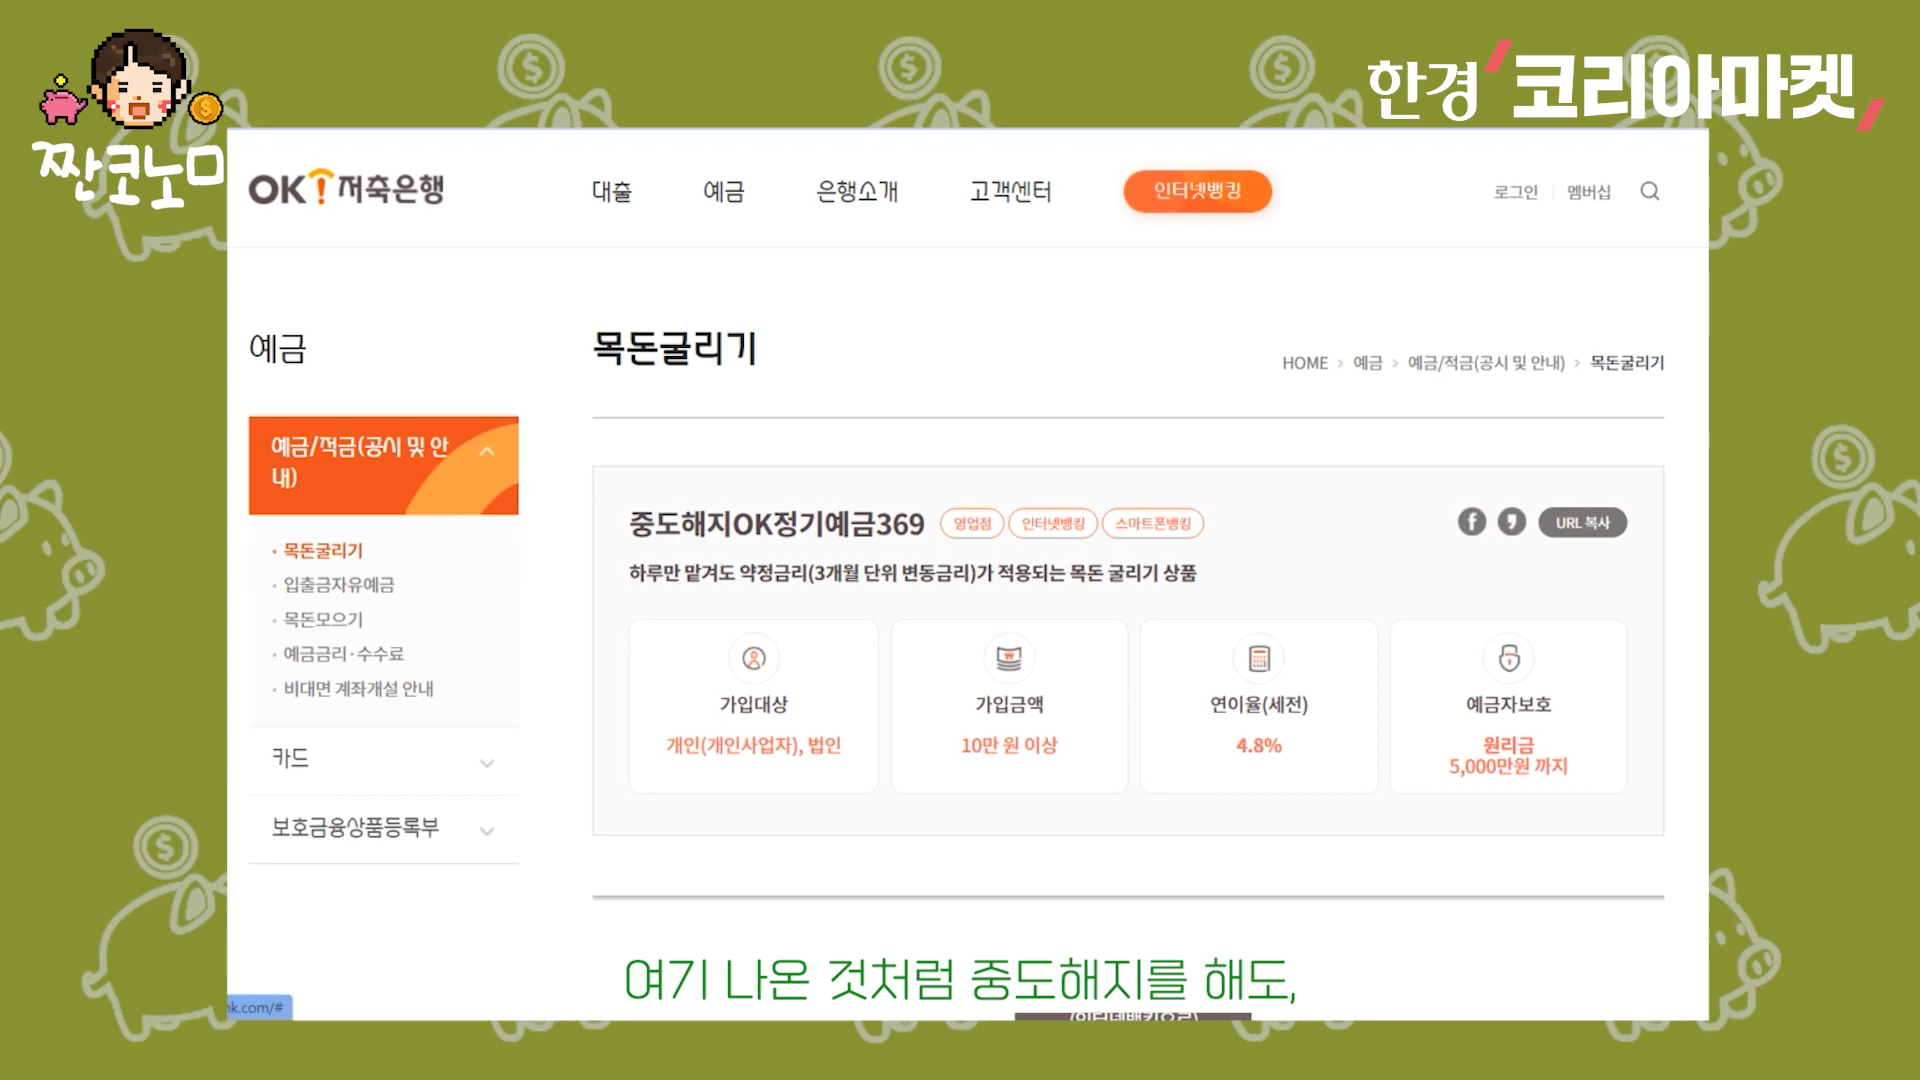 짠코노미
한경 코리아마켓
OK!저축은행
대출
예금
은행소개
고객센터
인터넷뱅킹
로그인
멤버십
예금
목돈굴리기
HOME > 예금 > 예금/적금(공시 및 안내) > 목돈굴리기
예금/적금(공시 및 안
내)
· 목돈굴리기
· 입출금자유예금
· 목돈모으기
· 예금금리·수수료
· 비대면 계좌개설 안내
카드
보호금융상품등록부
중도해지OK정기예금369
영업점
인터넷뱅킹
스마트폰뱅킹
URL 복사
하루만 맡겨도 약정금리(3개월 단위 변동금리)가 적용되는 목돈 굴리기 상품
가입대상
개인(개인사업자), 법인
가입금액
10만 원 이상
연이율(세전)
4.8%
예금자보호
원리금
5,000만원 까지
여기 나온 것처럼 중도해지를 해도,
nk.com/#